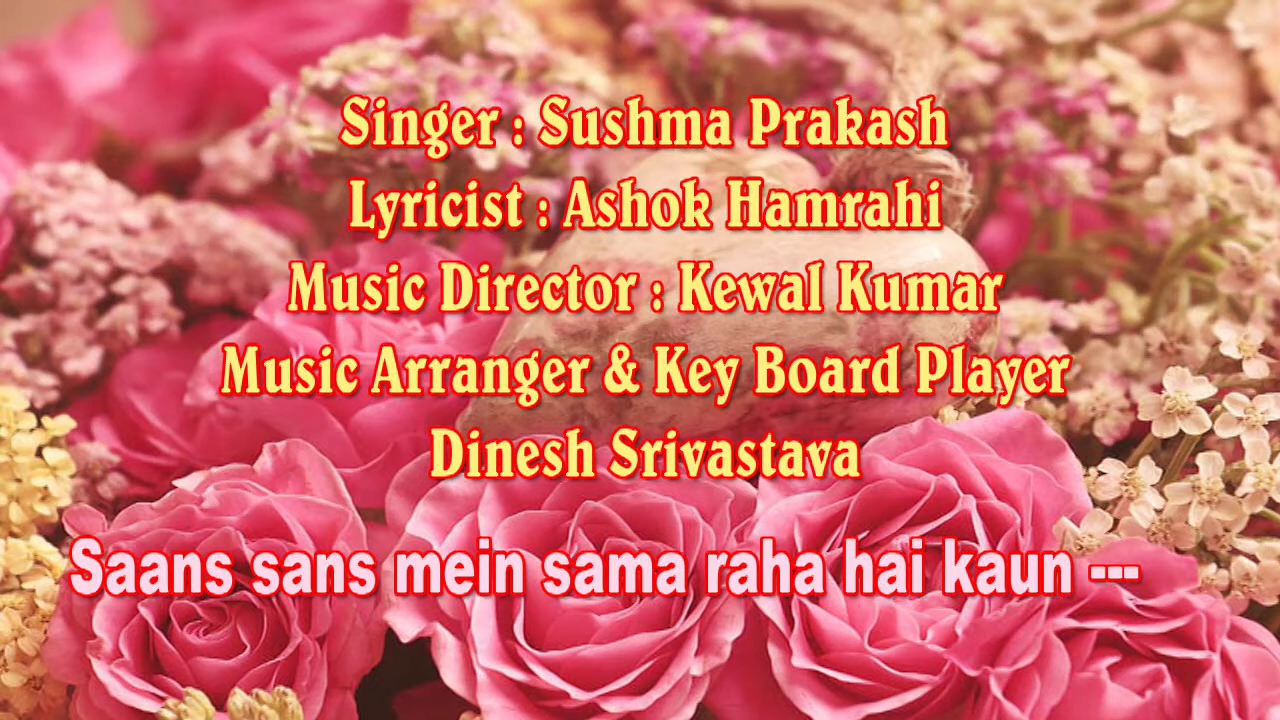 Singer : Sushma Prakash
Lyricist : Ashok Hamrahi
Music Director : Kewal Kumar
Music Arranger & Key Board Player
Dinesh Srivastava
Saans sans mein sama raha hai kaun ---